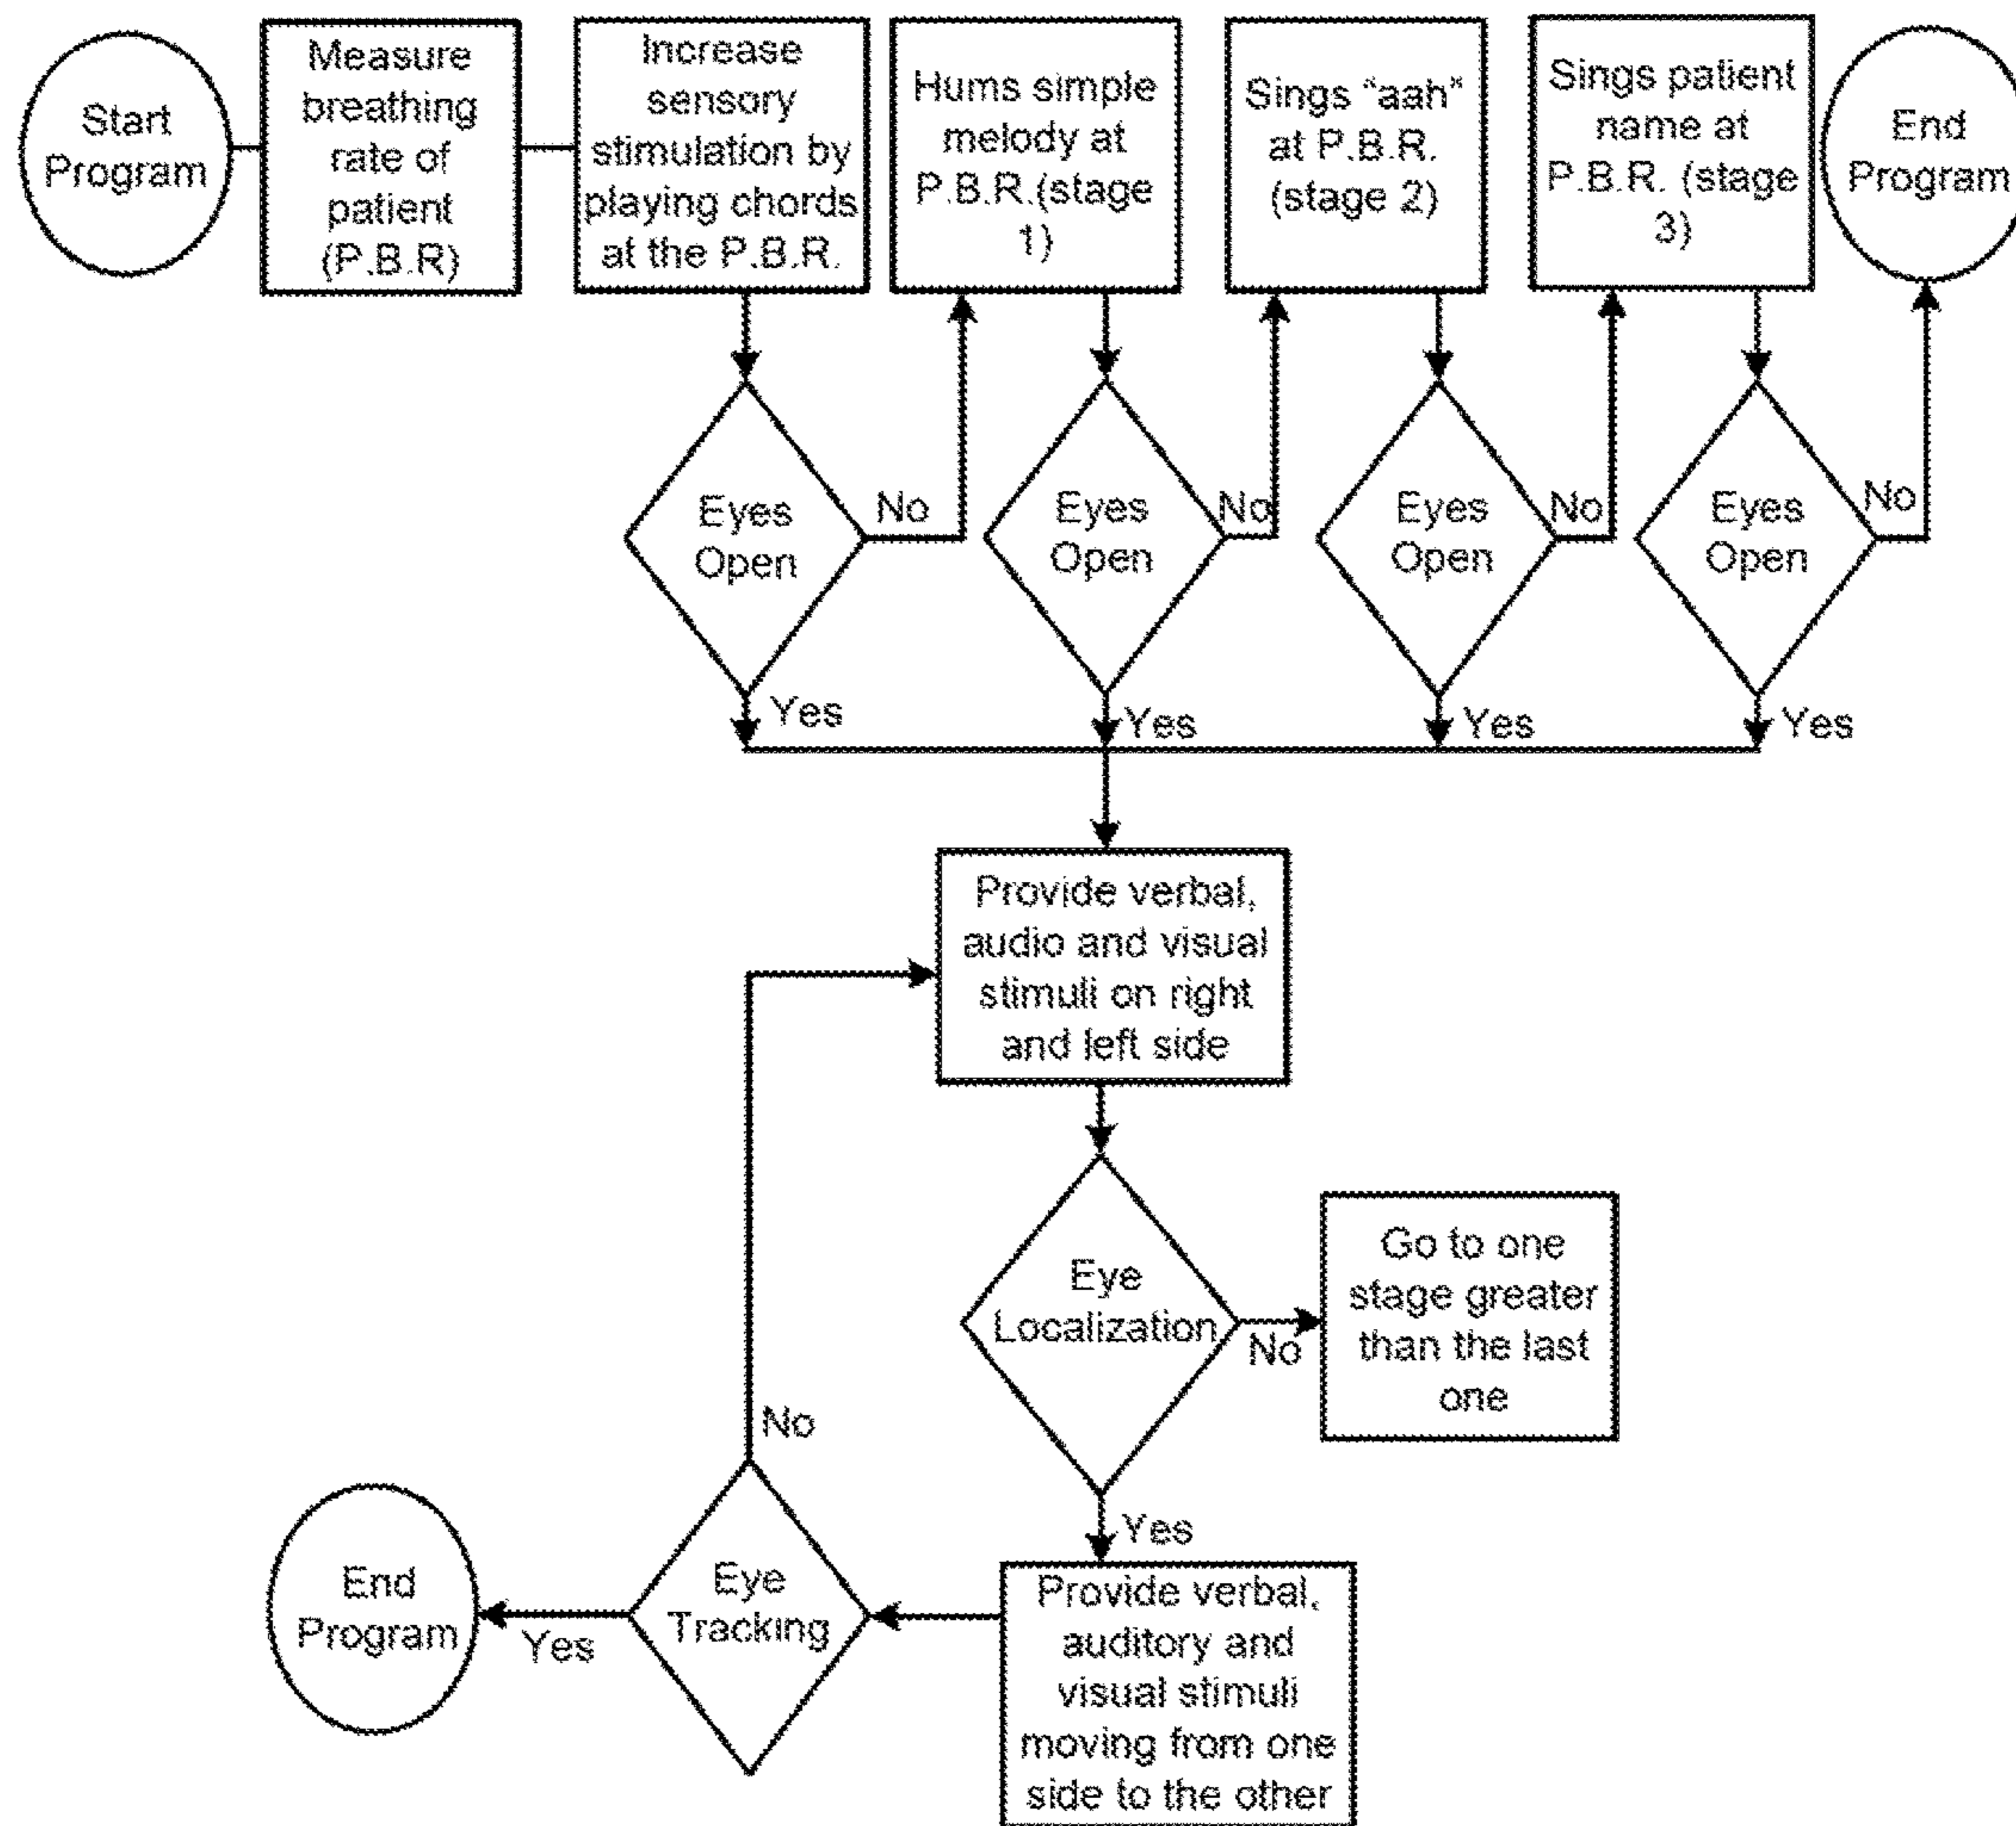 Start
Program
Measure
breathing
rate of
patient
(P.B.R)
Increase
sensory
stimulation by
playing chords
at the P.B.R.
Hums simple
melody at
P.B.R.(stage
1)
Sings "aah"
at P.B.R.
(stage 2)
Sings patient
name at
P.B.R. (stage
3)
End
Program
Eyes
Open
No
Eyes
Open
No
Eyes
Open
No
Eyes
Open
No
Yes
Yes
Yes
Yes
Provide verbal,
audio and visual
stimuli on right
and left side
Eye
Localization
No
Go to one
stage greater
than the last
one
Yes
Provide verbal,
auditory and
visual stimuli
moving from one
side to the other
Eye
Tracking
No
Yes
End
Program